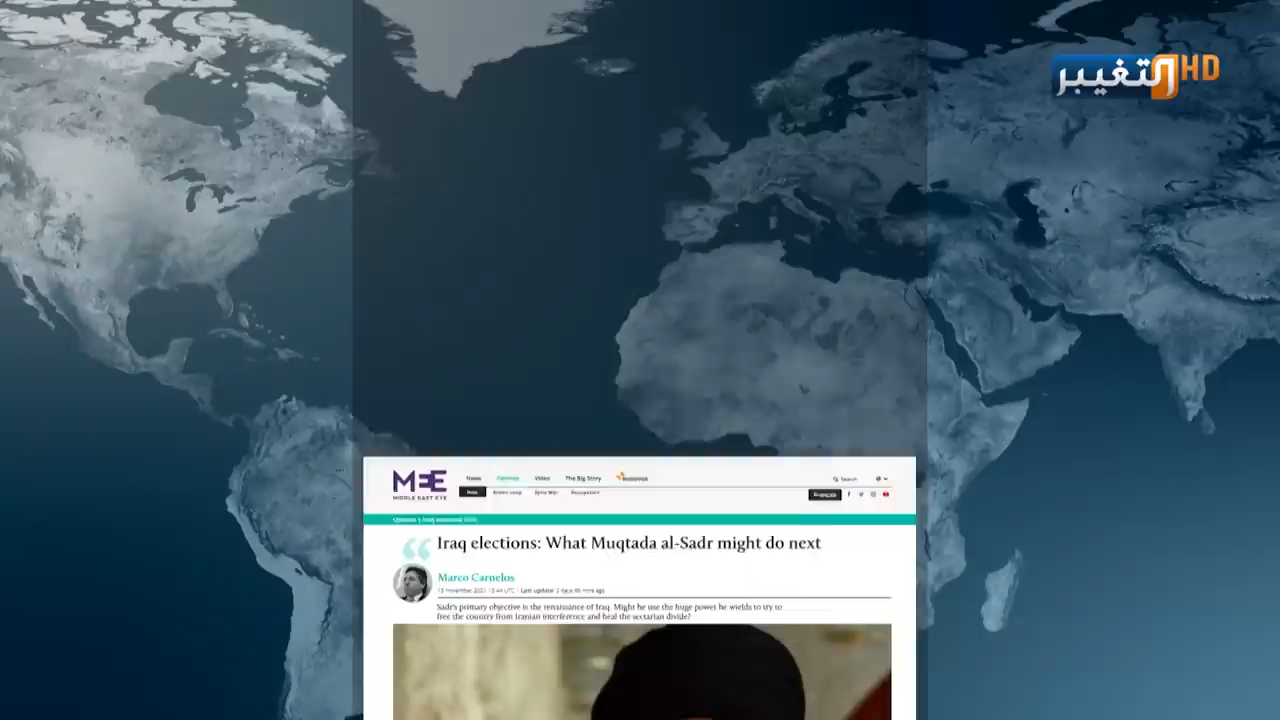 التغيير HD
MEE
MIDDLE EAST EYE
News Opinion Video The Big Story
Search
Iraq elections: What Muqtada al-Sadr might do next
Marco Carnelos
Sadr's primary objective is the renaissance of Iraq. Might he use the huge power he wields to try to
free the country from Iranian interference and heal the sectarian divide?